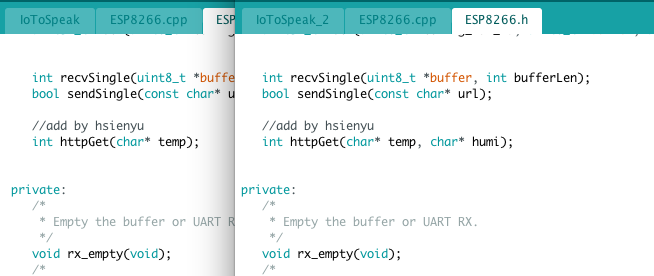 IoToSpeak ESP8266.cpp
int recvSingle(uint8_t *buffe
bool sendSingle(const char* u
//add by hsienyu
int httpGet(char* temp);
private:
/*
* Empty the buffer or UART R
*/
void rx_empty(void);
/*
IoToSpeak_2 ESP8266.cpp ESP8266.h
int recvSingle(uint8_t *buffer, int bufferLen);
bool sendSingle(const char* url);
//add by hsienyu
int httpGet(char* temp, char* humi);
private:
/*
* Empty the buffer or UART RX.
*/
void rx_empty(void);
/*